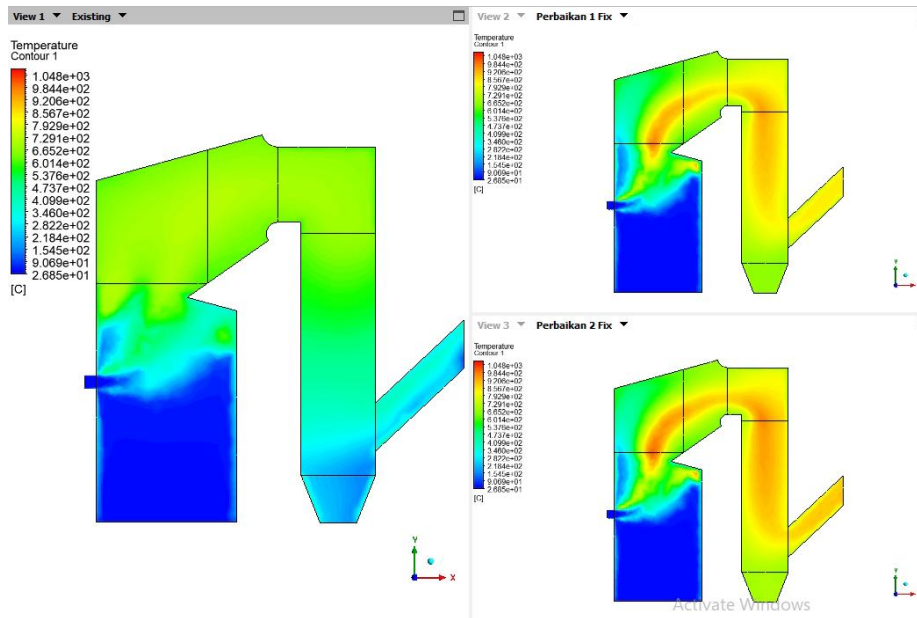 View 1 Existing
Temperature
Contour 1
1.048e+03
9.844e+02
9.206e+02
8.567e+02
7.929e+02
7.291e+02
6.652e+02
6.014e+02
5.376e+02
4.737e+02
4.099e+02
3.460e+02
2.822e+02
2.184e+02
1.545e+02
9.069e+01
2.685e+01
[C]
Y
X
View 2 Perbaikan 1 Fix
Temperature
Contour 1
1.048e+03
9.844e+02
9.206e+02
8.567e+02
7.929e+02
7.291e+02
6.652e+02
6.014e+02
5.376e+02
4.737e+02
4.099e+02
3.460e+02
2.822e+02
2.184e+02
1.545e+02
9.069e+01
2.685e+01
[C]
View 3 Perbaikan 2 Fix
Temperature
Contour 1
1.048e+03
9.844e+02
9.206e+02
8.567e+02
7.929e+02
7.291e+02
6.652e+02
6.014e+02
5.376e+02
4.737e+02
4.099e+02
3.460e+02
2.822e+02
2.184e+02
1.545e+02
9.069e+01
2.685e+01
[C]
Activate Windows